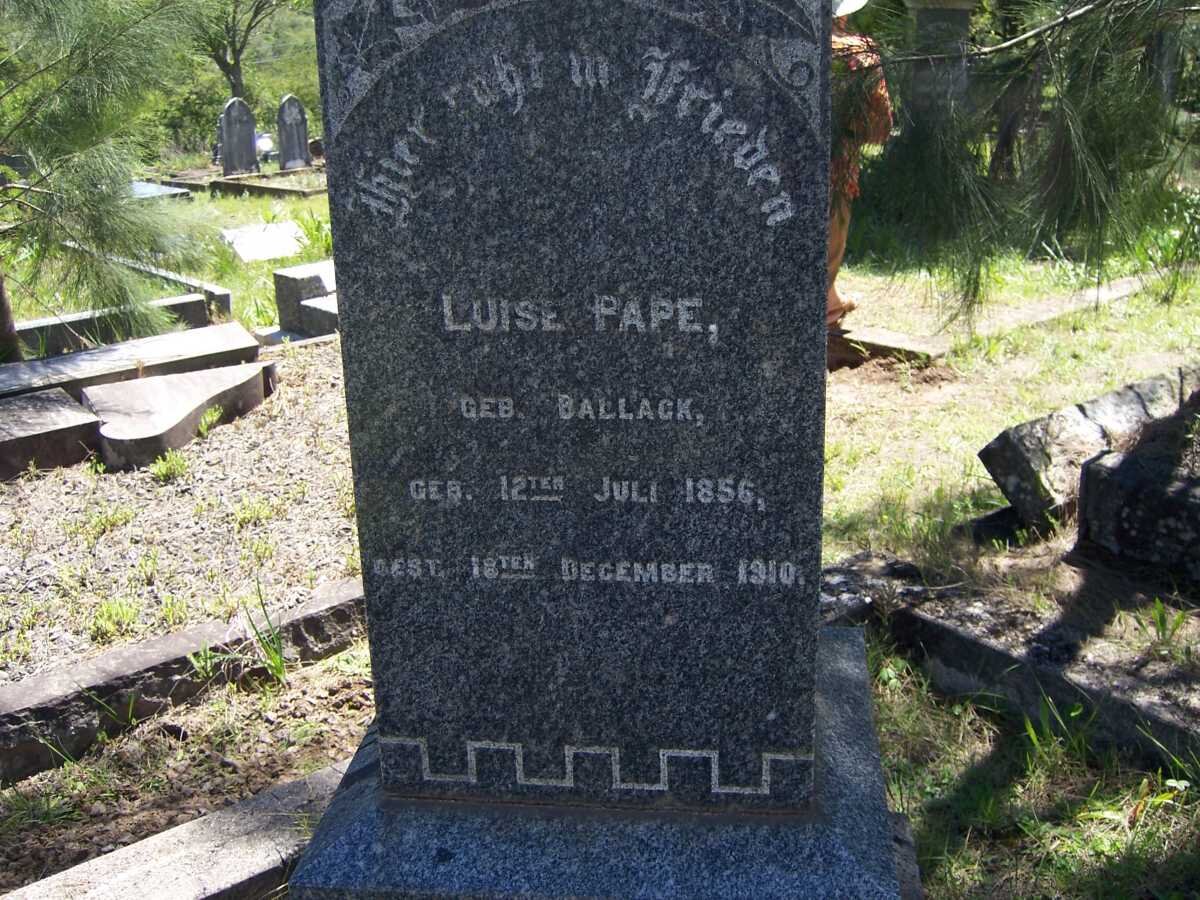 Hier ruht in Frieden
LUISE PAPE,
GEB. BALLACK,
GEB. 12TEN JULI 1856,
GEST. 18TEN DECEMBER 1910.